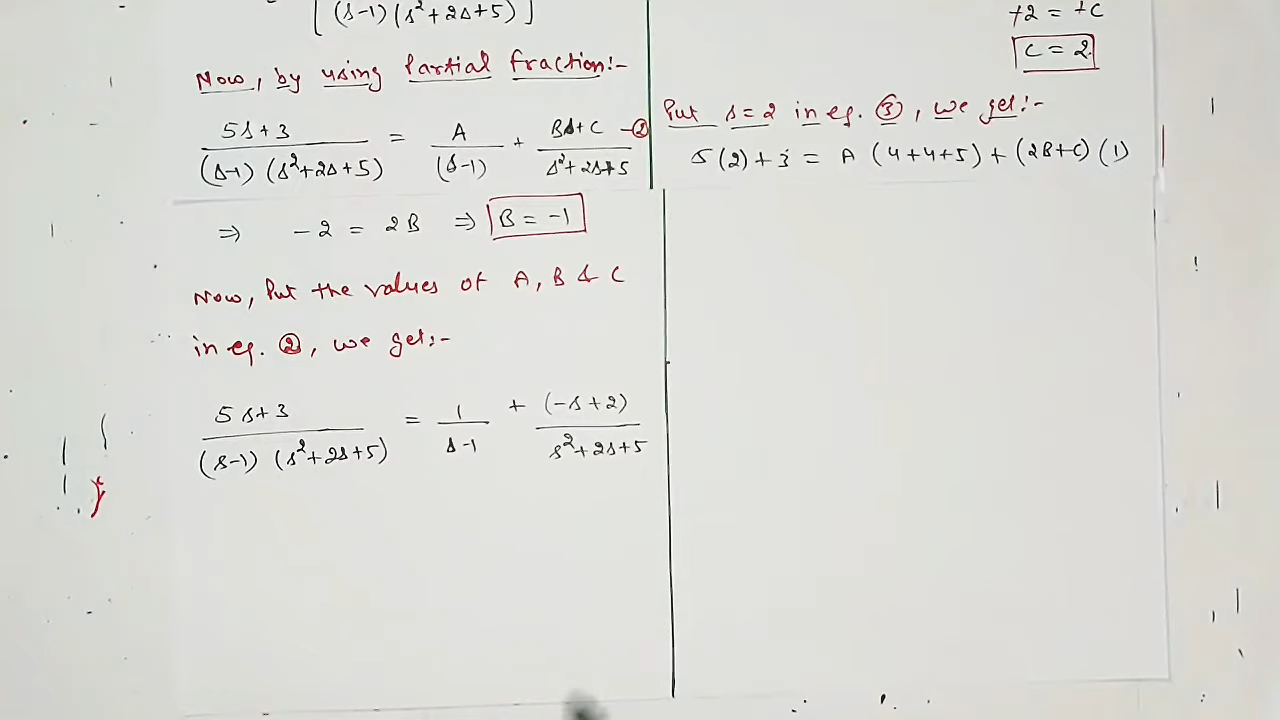 [ (s-1) (s²+2s+5) ]
Now, by using Partial fraction:-
5s+3 / (s-1) (s²+2s+5) = A / (s-1) + Bs+C / s²+2s+5 -②
⇒ -2 = 2B ⇒ B = -1
Now, Put the values of A, B & C
in eq. ②, we get:-
5s+3 / (s-1) (s²+2s+5) = 1 / s-1 + (-s+2) / s²+2s+5
+2 = +C
C = 2
Put s=2 in eq. ③, we get:-
5(2)+3 = A (4+4+5) + (2B+C) (1)